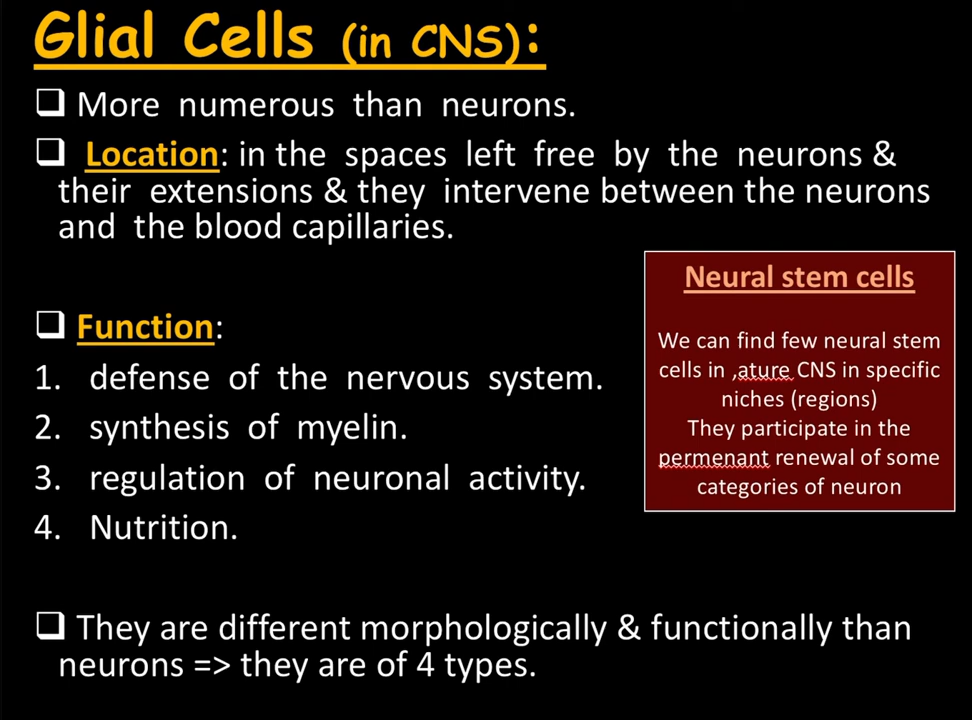 Glial Cells (in CNS):
More numerous than neurons.
Location: in the spaces left free by the neurons &
their extensions & they intervene between the neurons
and the blood capillaries.
Function:
1. defense of the nervous system.
2. synthesis of myelin.
3. regulation of neuronal activity.
4. Nutrition.
Neural stem cells
We can find few neural stem
cells in ,ature CNS in specific
niches (regions)
They participate in the
permenant renewal of some
categories of neuron
They are different morphologically & functionally than
neurons => they are of 4 types.